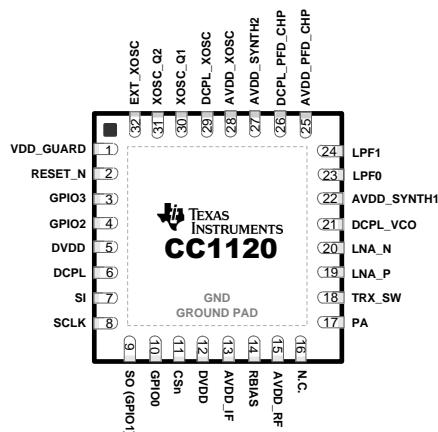 EXT_XOSC
XOSC_Q2
XOSC_Q1
DCPL_XOSC
AVDD_XOSC
AVDD_SYNTH2
DCPL_PFD_CHP
AVDD_PFD_CHP
32 31 30 29 28 27 26 25
VDD_GUARD 1
RESET_N 2
GPIO3 3
GPIO2 4
DVDD 5
DCPL 6
SI 7
SCLK 8
24 LPF1
23 LPF0
22 AVDD_SYNTH1
21 DCPL_VCO
20 LNA_N
19 LNA_P
18 TRX_SW
17 PA
TEXAS
INSTRUMENTS
CC1120
GND
GROUND PAD
9 10 11 12 13 14 15 16
SO (GPIO1)
GPIO0
CSn
DVDD
AVDD_IF
RBIAS
AVDD_RF
N.C.